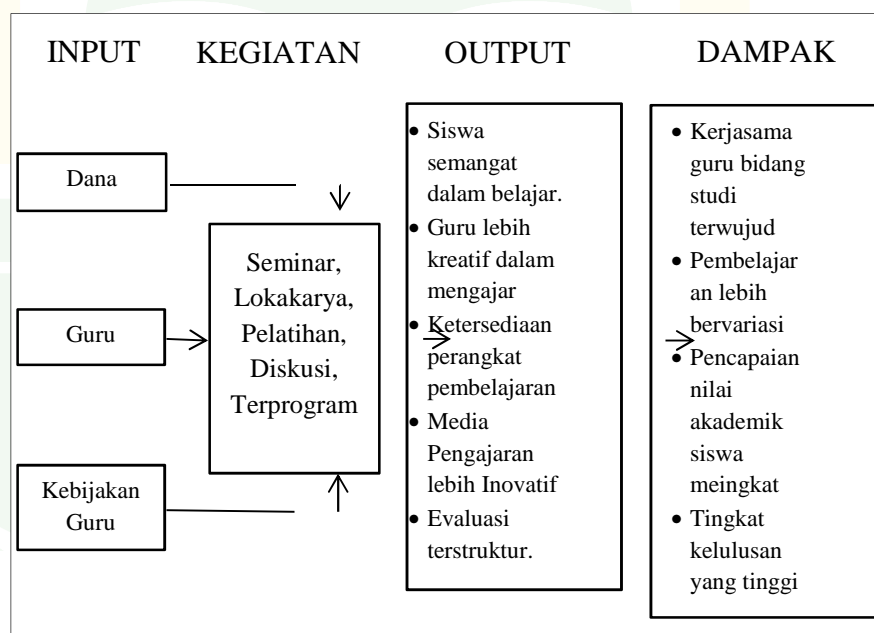 INPUT KEGIATAN OUTPUT DAMPAK
Dana
Guru
Kebijakan
Guru
Seminar,
Lokakarya,
Pelatihan,
Diskusi,
Terprogram
• Siswa
semangat
dalam belajar.
• Guru lebih
kreatif dalam
mengajar
• Ketersediaan
perangkat
pembelajaran
• Media
Pengajaran
lebih Inovatif
• Evaluasi
terstruktur.
• Kerjasama
guru bidang
studi
terwujud
• Pembelajar
an lebih
bervariasi
• Pencapaian
nilai
akademik
siswa
meingkat
• Tingkat
kelulusan
yang tinggi